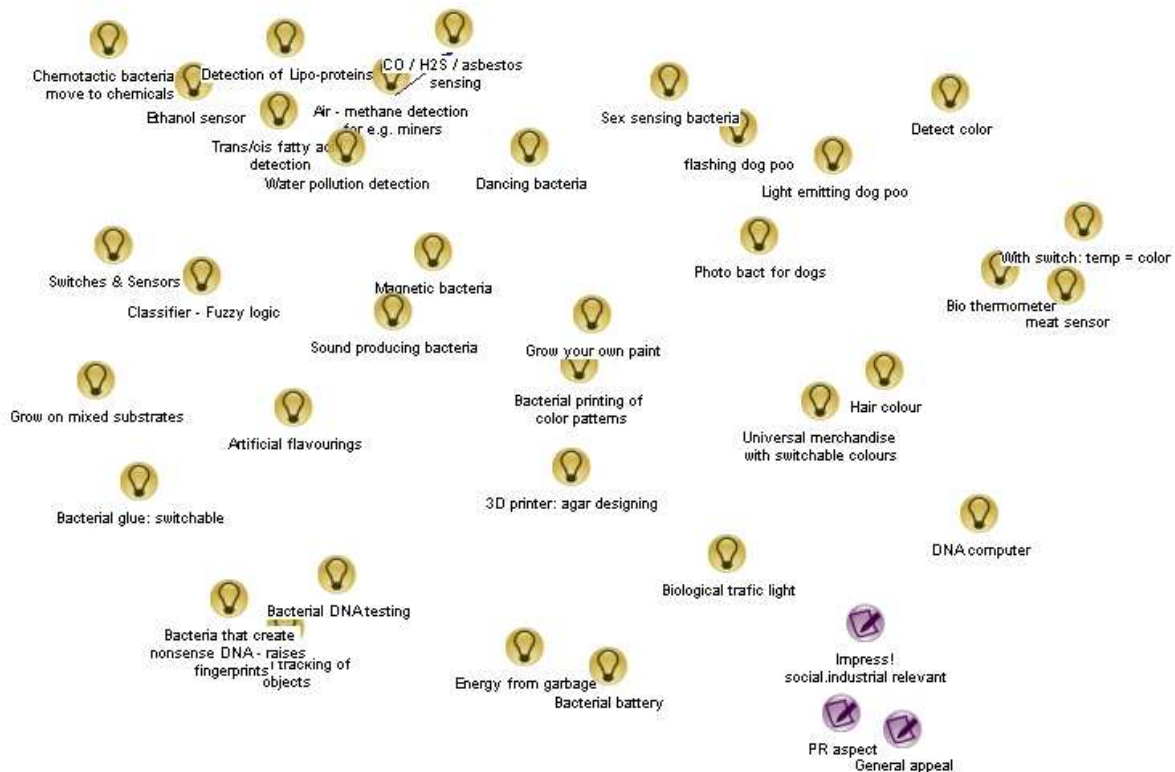 Chemotactic bacteria
move to chemicals
Detection of Lipo-proteins
CO / H2S / asbestos
sensing
Ethanol sensor
Air - methane detection
for e.g. miners
Trans/cis fatty
detection
Water pollution detection
Dancing bacteria
Sex sensing bacteria
flashing dog poo
Light emitting dog poo
Detect color
Switches & Sensors
Classifier - Fuzzy logic
Magnetic bacteria
Sound producing bacteria
Photo bact for dogs
With switch: temp = color
Bio thermometer
meat sensor
Grow your own paint
Bacterial printing of
color patterns
Grow on mixed substrates
Artificial flavourings
Hair colour
Universal merchandise
with switchable colours
Bacterial glue: switchable
3D printer: agar designing
DNA computer
Biological trafic light
Bacterial DNA testing
Bacteria that create
nonsense DNA - raises
fingerprints
tracking of
objects
Energy from garbage
Bacterial battery
Impress!
social.industrial relevant
PR aspect
General appeal